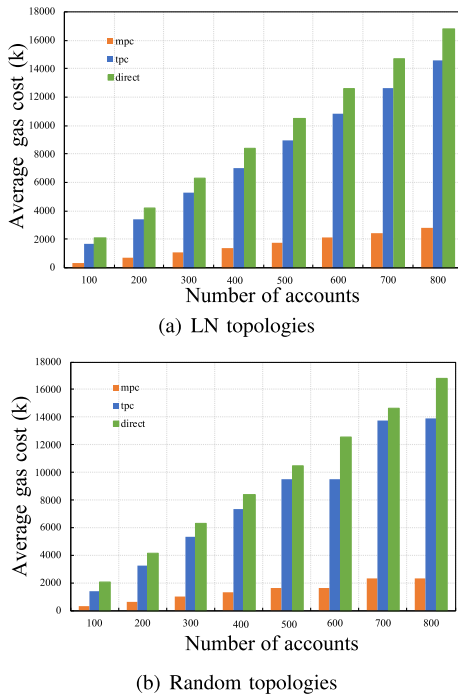 Average gas cost (k)
18000
16000
14000
12000
10000
8000
6000
4000
2000
0
mpc
tpc
direct
100 200 300 400 500 600 700 800
Number of accounts
(a) LN topologies
Average gas cost (k)
18000
16000
14000
12000
10000
8000
6000
4000
2000
0
mpc
tpc
direct
100 200 300 400 500 600 700 800
Number of accounts
(b) Random topologies